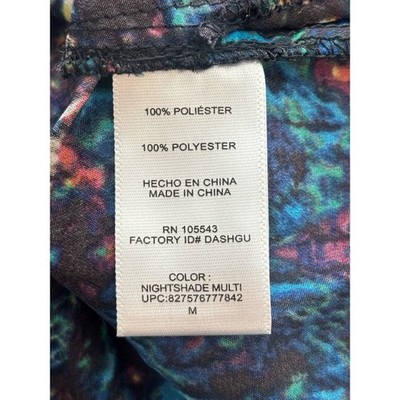 100% POLIÉSTER
100% POLYESTER
HECHO EN CHINA
MADE IN CHINA
RN 105543
FACTORY ID# DASHGU
COLOR :
NIGHTSHADE MULTI
UPC:827576777842
M